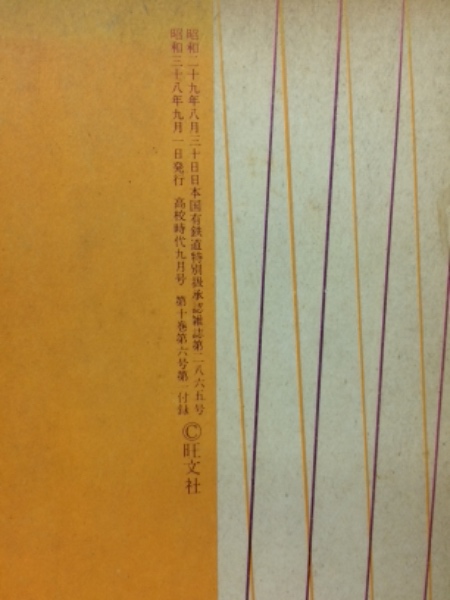 昭和二十九年八月三十日日本国有鉄道特別扱承認雑誌第二八六五号
昭和三十八年九月一日発行 高校時代九月号 第十巻第六号第一付録
©旺文社